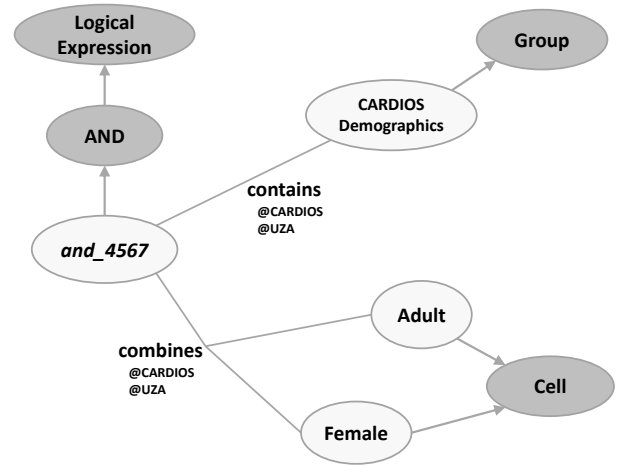 Logical
Expression
Group
CARDIOS
Demographics
AND
contains
@CARDIOS
@UZA
and_4567
Adult
combines
@CARDIOS
@UZA
Cell
Female